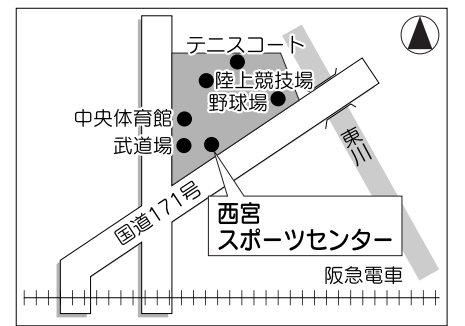 テニスコート
陸上競技場
野球場
中央体育館
武道場
東川
国道171号
西宮
スポーツセンター
阪急電車